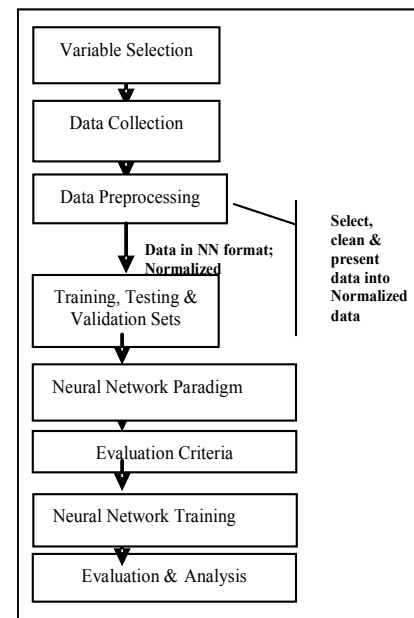 Variable Selection
Data Collection
Data Preprocessing
Select,
clean &
present
data into
Normalized
data
Data in NN format;
Normalized
Training, Testing &
Validation Sets
Neural Network Paradigm
Evaluation Criteria
Neural Network Training
Evaluation & Analysis